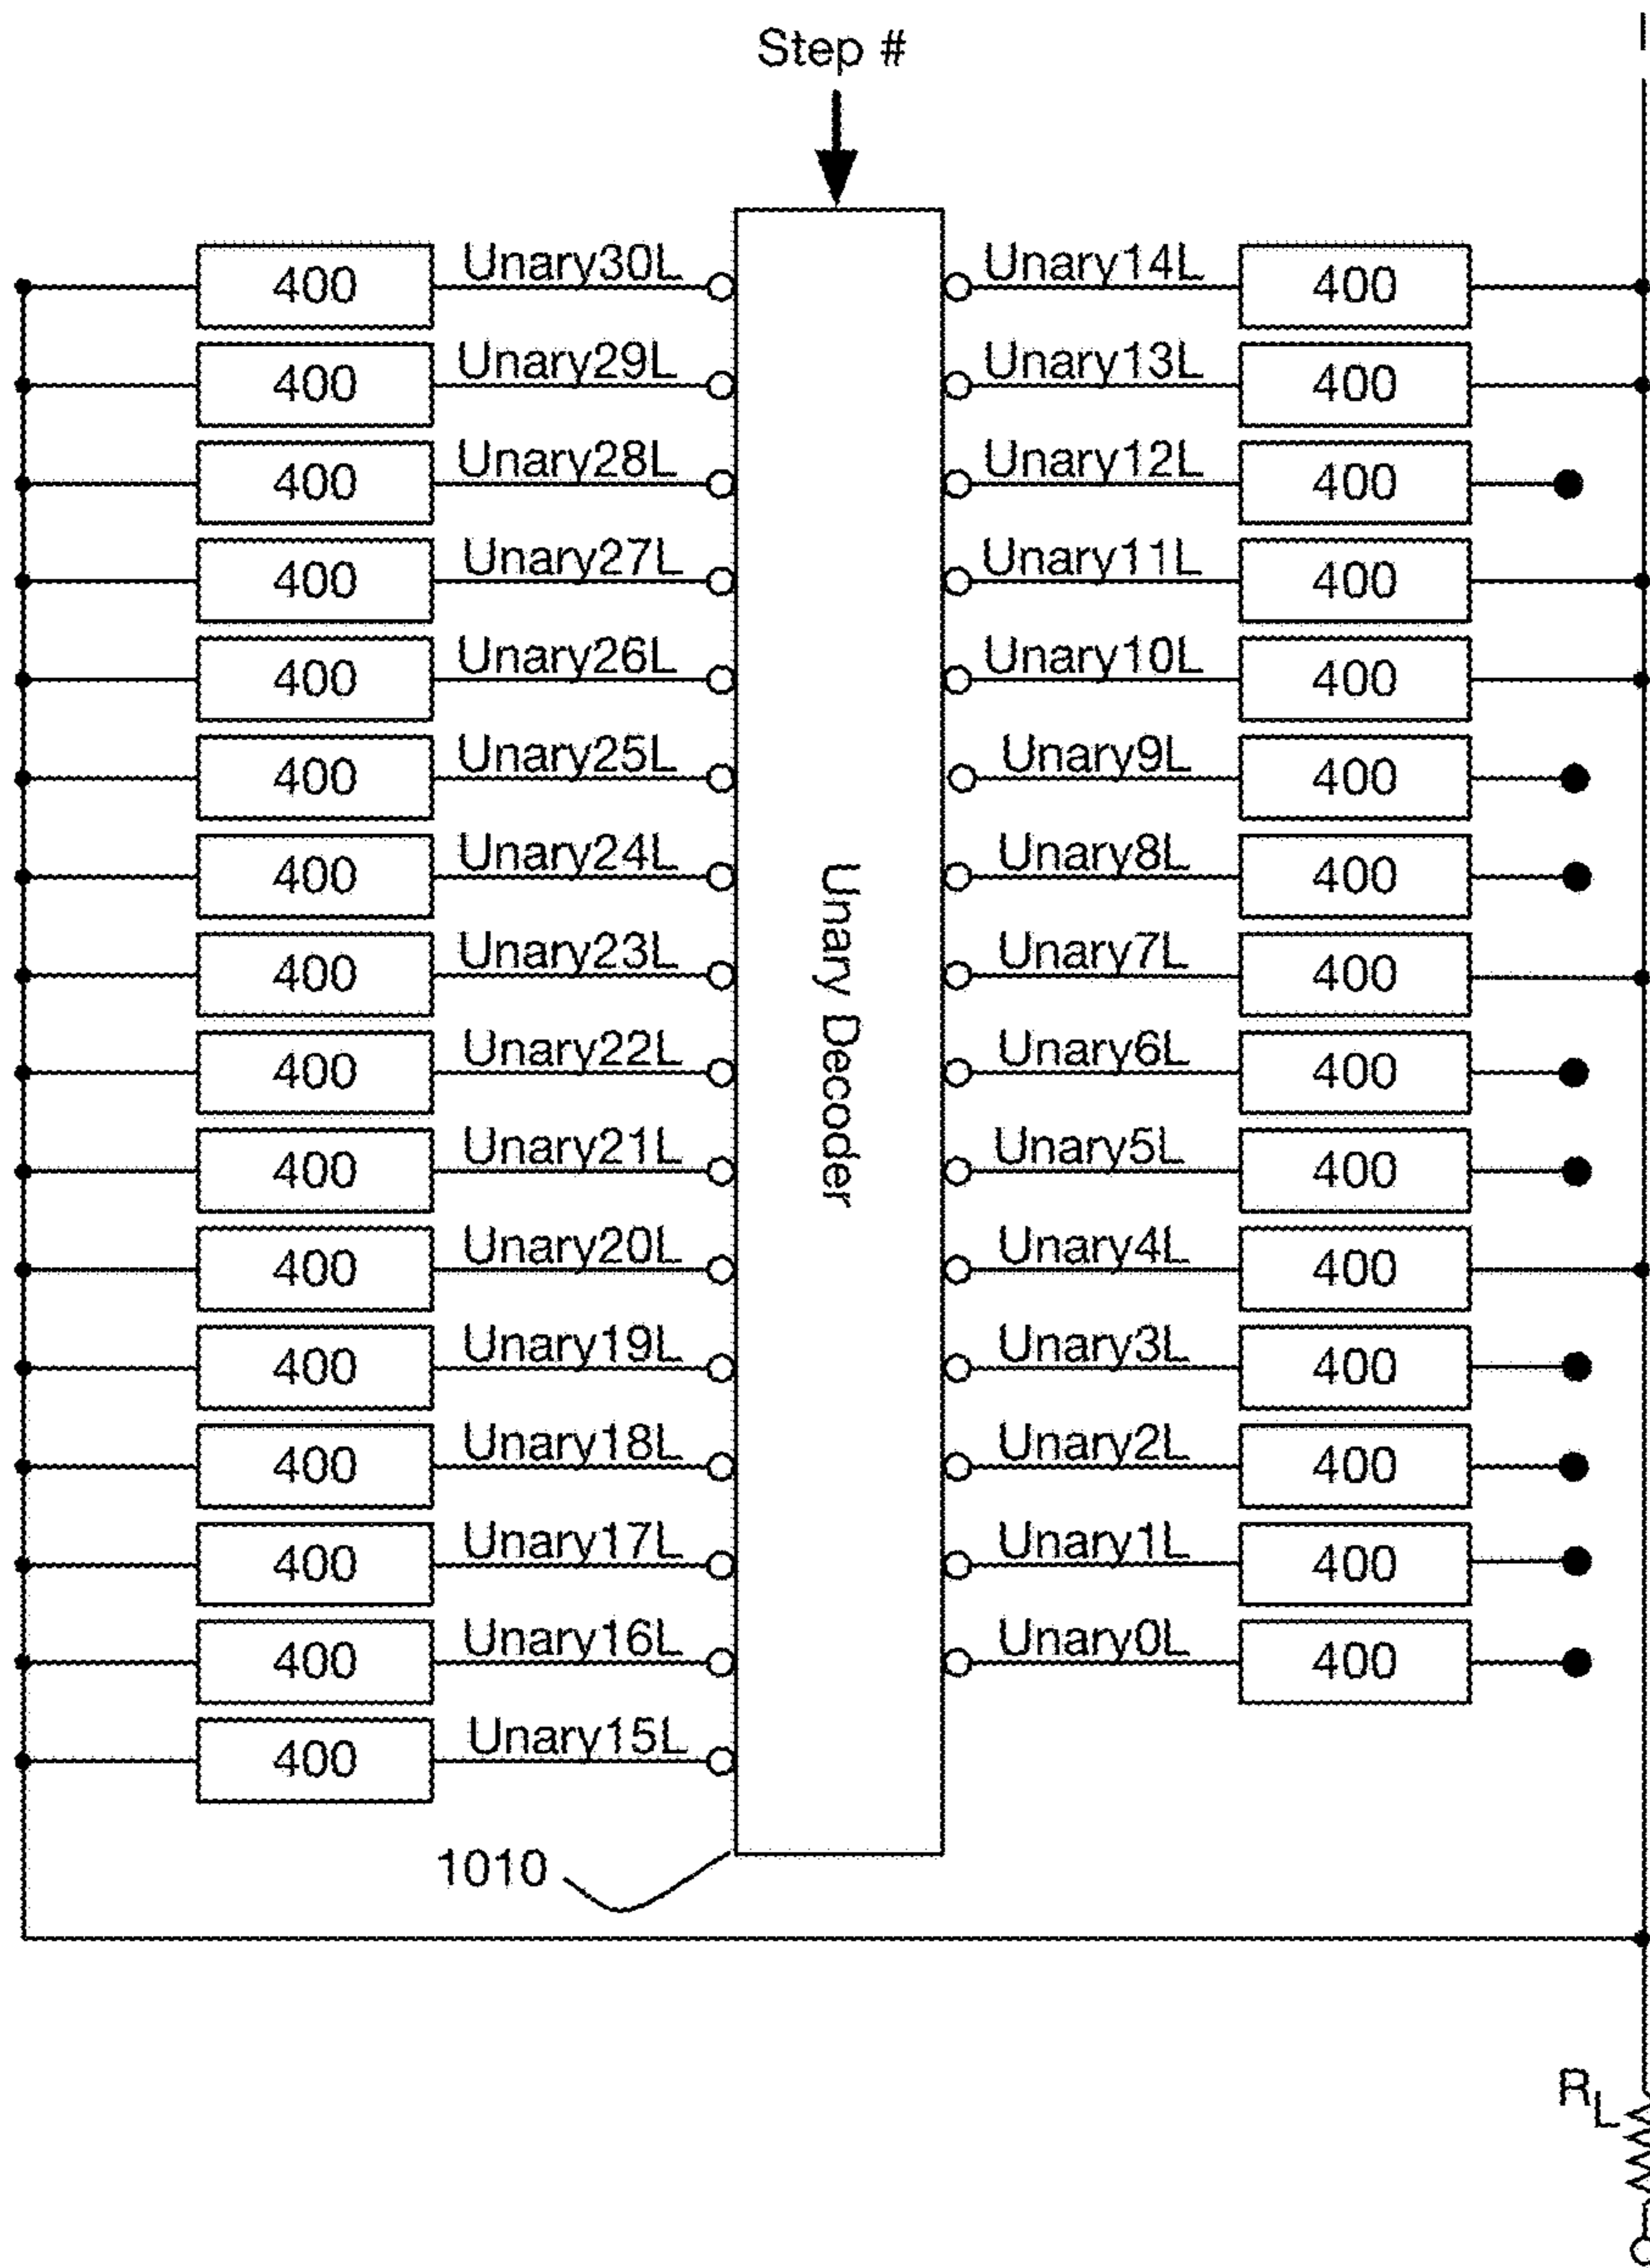 Step #
400 Unary30L Unary14L 400
400 Unary29L Unary13L 400
400 Unary28L Unary12L 400
400 Unary27L Unary11L 400
400 Unary26L Unary10L 400
400 Unary25L Unary9L 400
400 Unary24L Unary8L 400
400 Unary23L Unary7L 400
400 Unary22L Unary6L 400
400 Unary21L Unary5L 400
400 Unary20L Unary4L 400
400 Unary19L Unary3L 400
400 Unary18L Unary2L 400
400 Unary17L Unary1L 400
400 Unary16L Unary0L 400
400 Unary15L
Unary Decoder
1010
RL